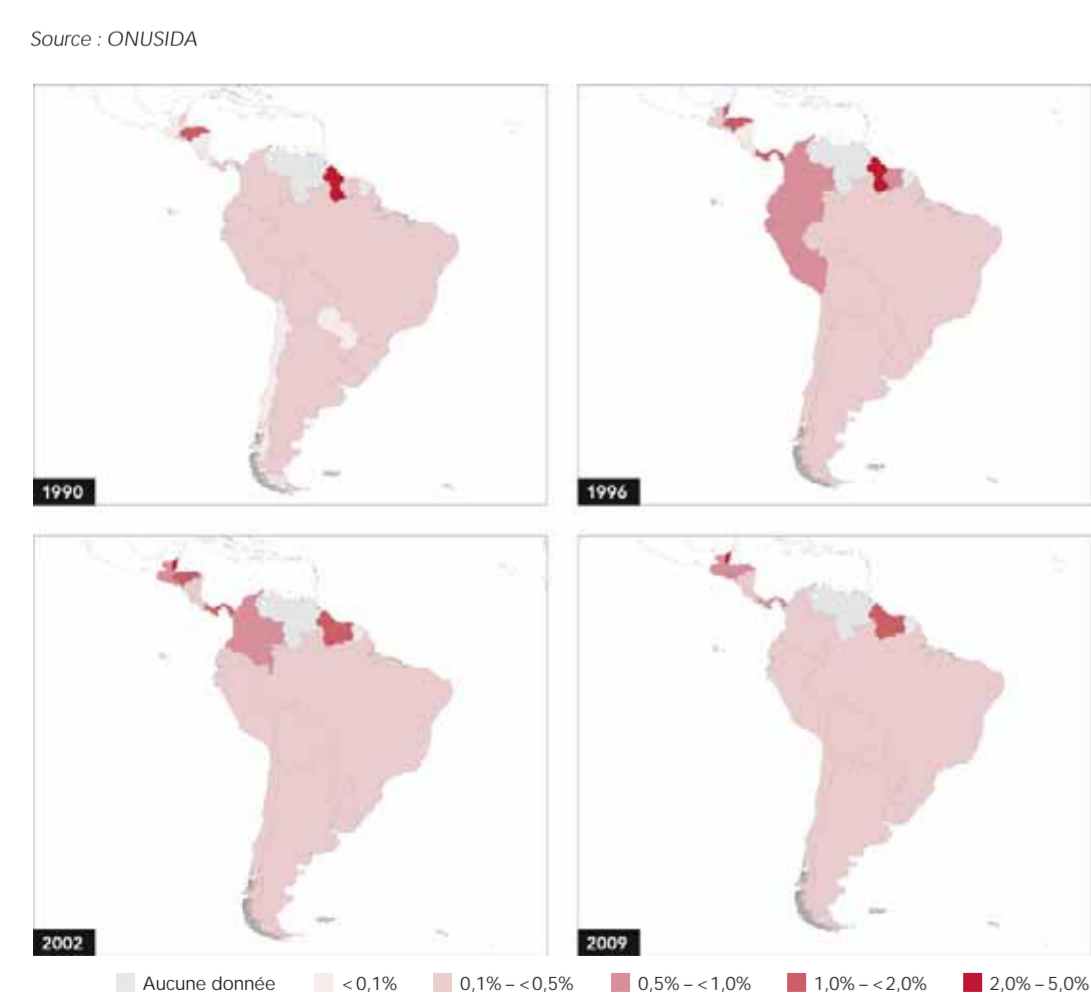 Source : ONUSIDA
1990
1996
2002
2009
Aucune donnée <0,1% 0,1% – <0,5% 0,5% – <1,0% 1,0% – <2,0% 2,0% – 5,0%